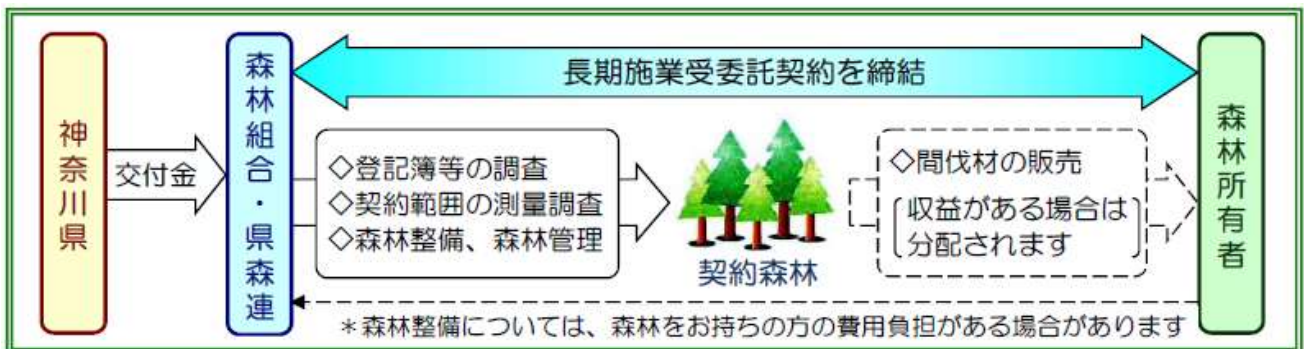 神奈川県
交付金
森林組合・県森連
長期施業受委託契約を締結
◇登記簿等の調査
◇契約範囲の測量調査
◇森林整備、森林管理
契約森林
◇間伐材の販売
収益がある場合は
分配されます
森林所有者
＊森林整備については、森林をお持ちの方の費用負担がある場合があります